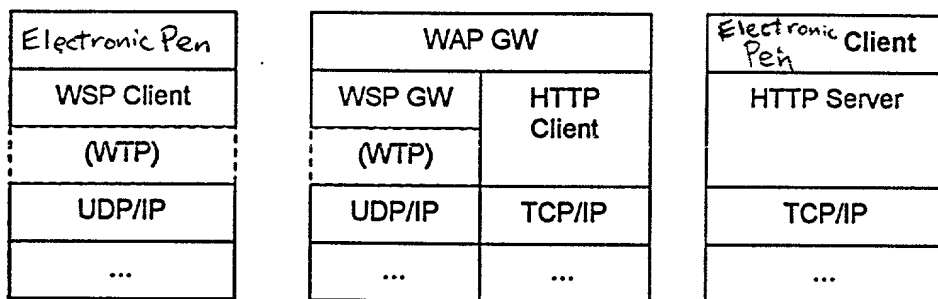 Electronic Pen
WSP Client
(WTP)
UDP/IP
...
WAP GW
WSP GW
HTTP
Client
(WTP)
UDP/IP
TCP/IP
...
...
Electronic Client
Pen
HTTP Server
TCP/IP
...